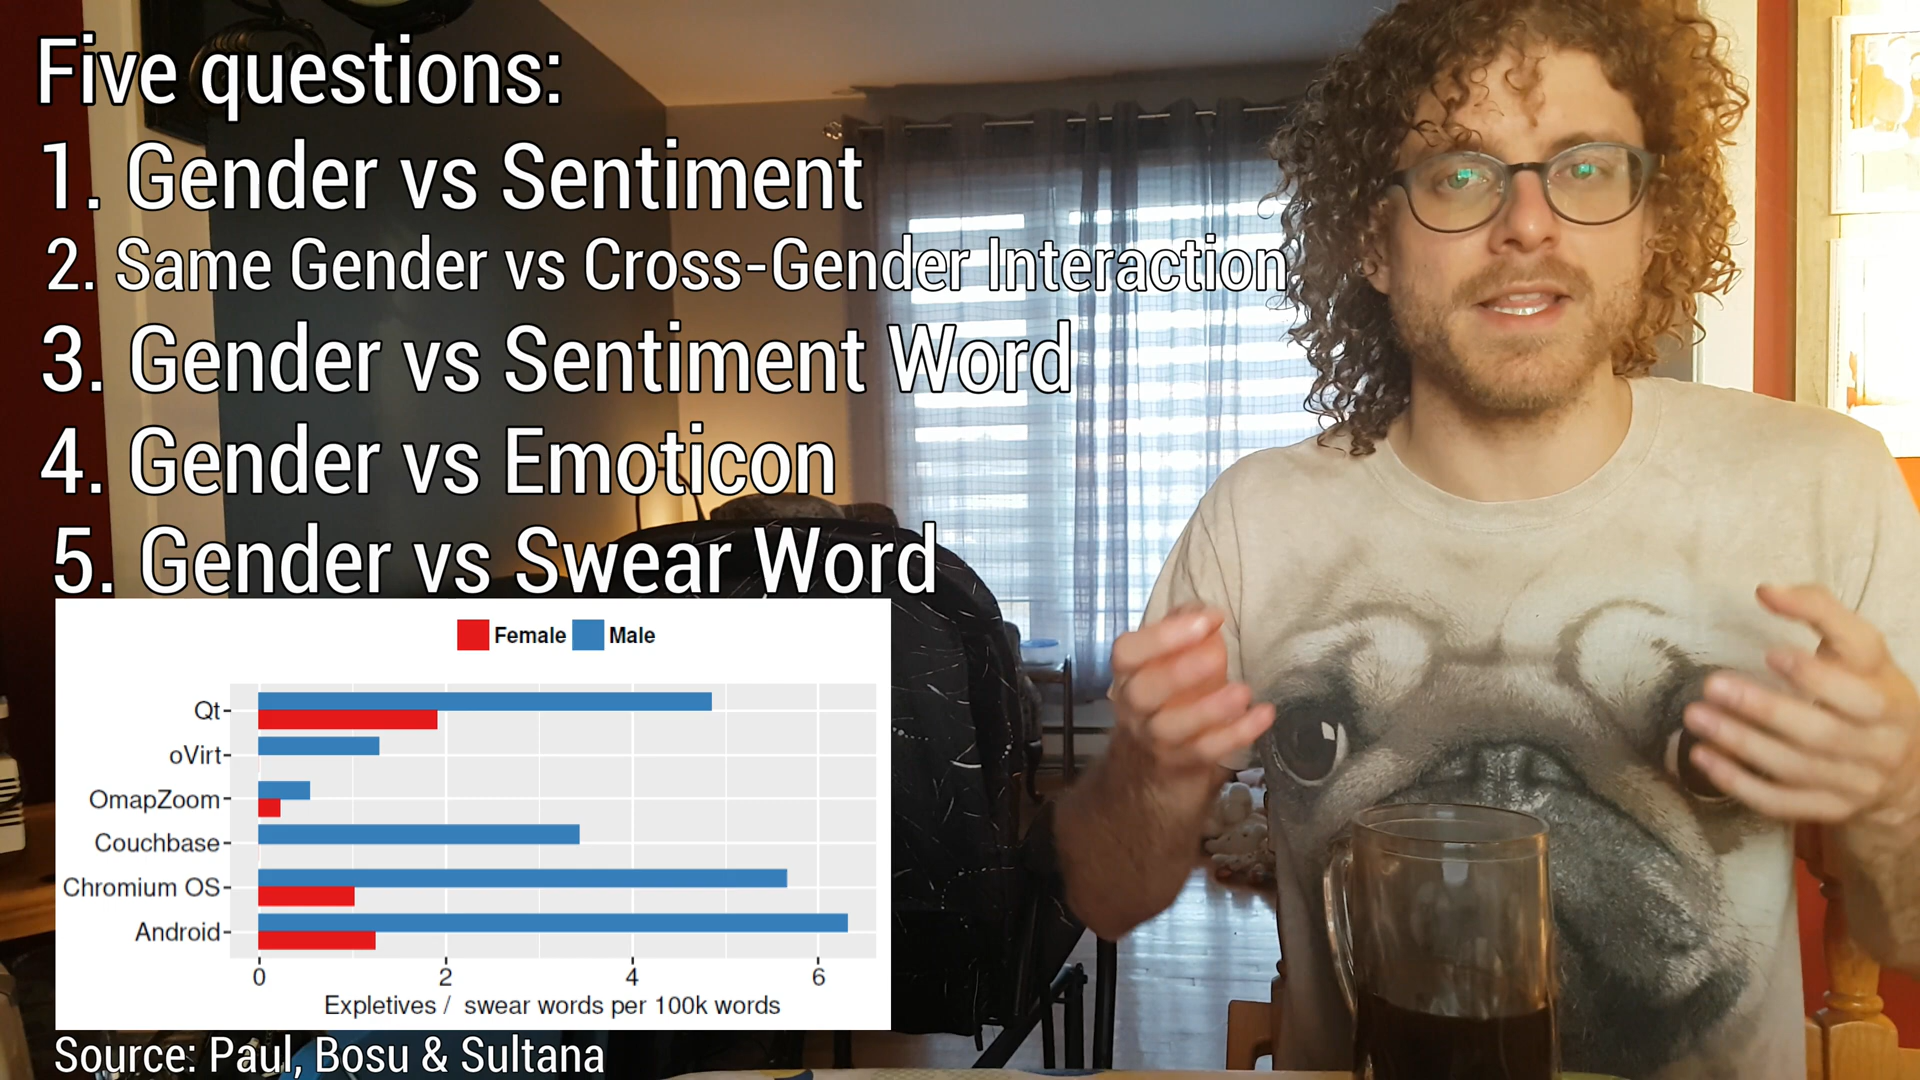 Five questions:
1. Gender vs Sentiment
2. Same Gender vs Cross-Gender Interaction
3. Gender vs Sentiment Word
4. Gender vs Emoticon
5. Gender vs Swear Word
Female Male
Qt
oVirt
OmapZoom
Couchbase
Chromium OS
Android
0 2 4 6
Expletives / swear words per 100k words
Source: Paul, Bosu & Sultana